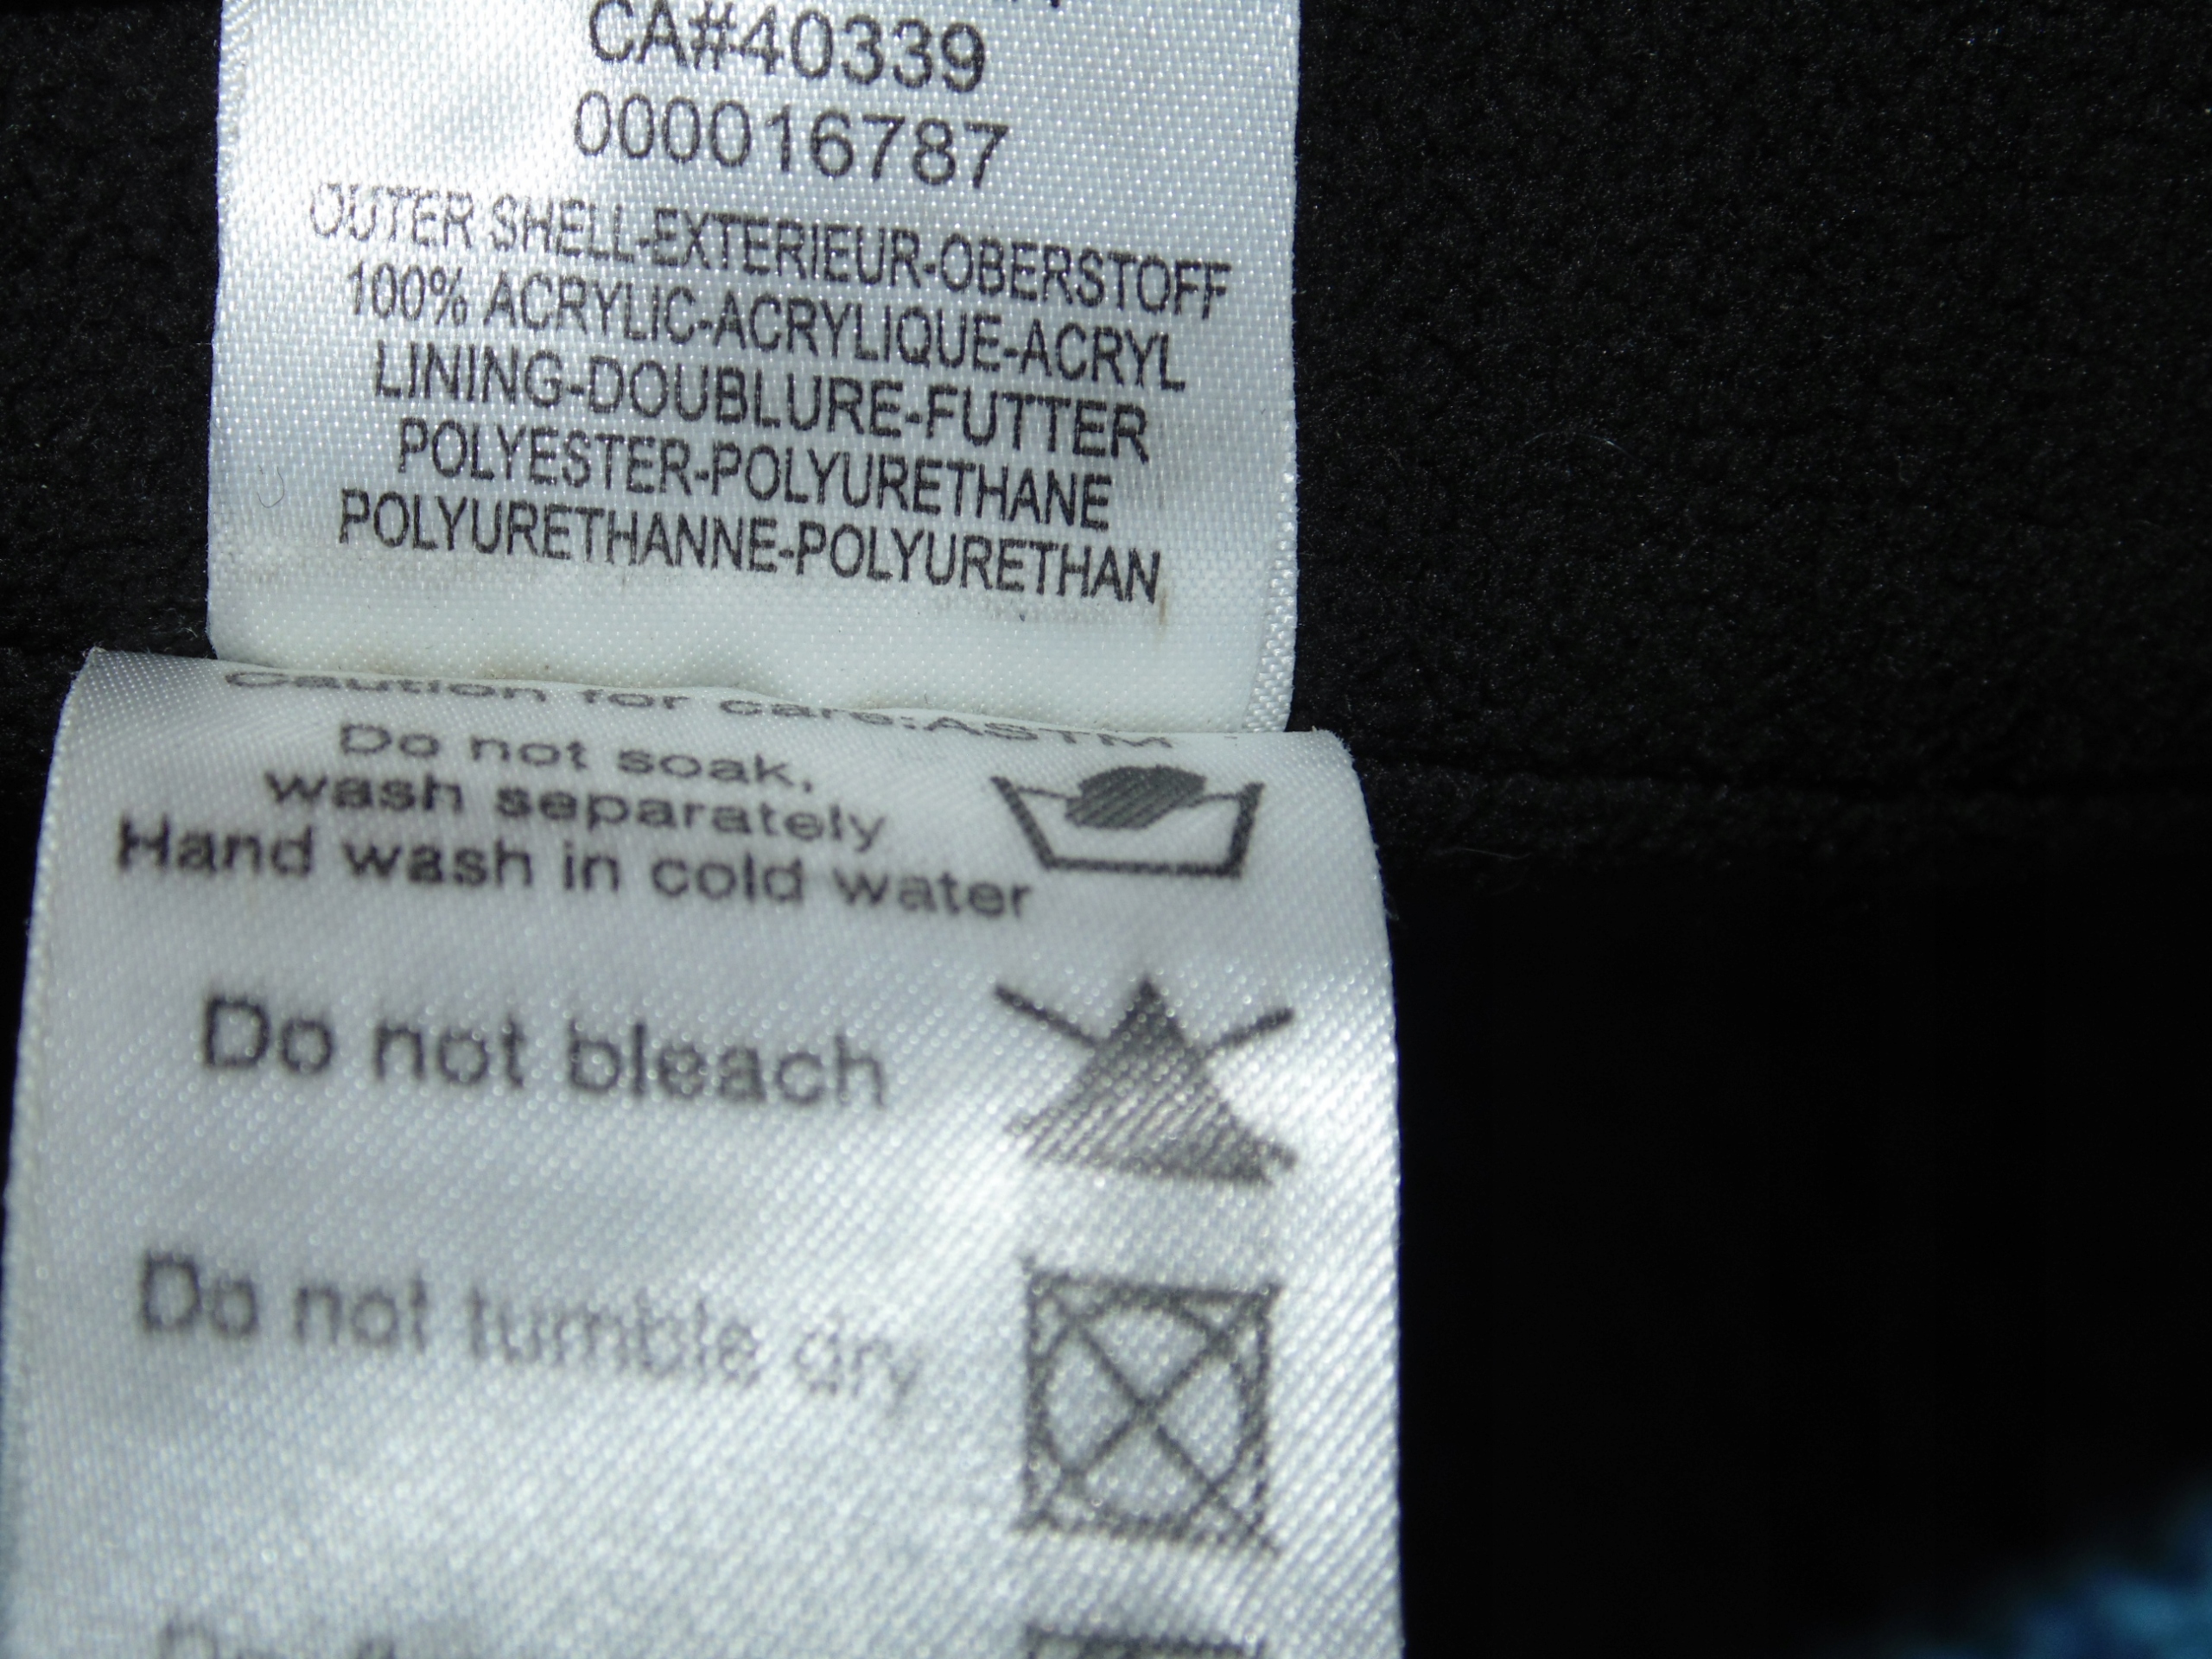 CA#40339
000016787
OUTER SHELL-EXTERIEUR-OBERSTOFF
100% ACRYLIC-ACRYLIQUE-ACRYL
LINING-DOUBLURE-FUTTER
POLYESTER-POLYURETHANE
POLYURETHANNE-POLYURETHAN
Caution for care:ASTM
Do not soak,
wash separately
Hand wash in cold water
Do not bleach
Do not tumble dry